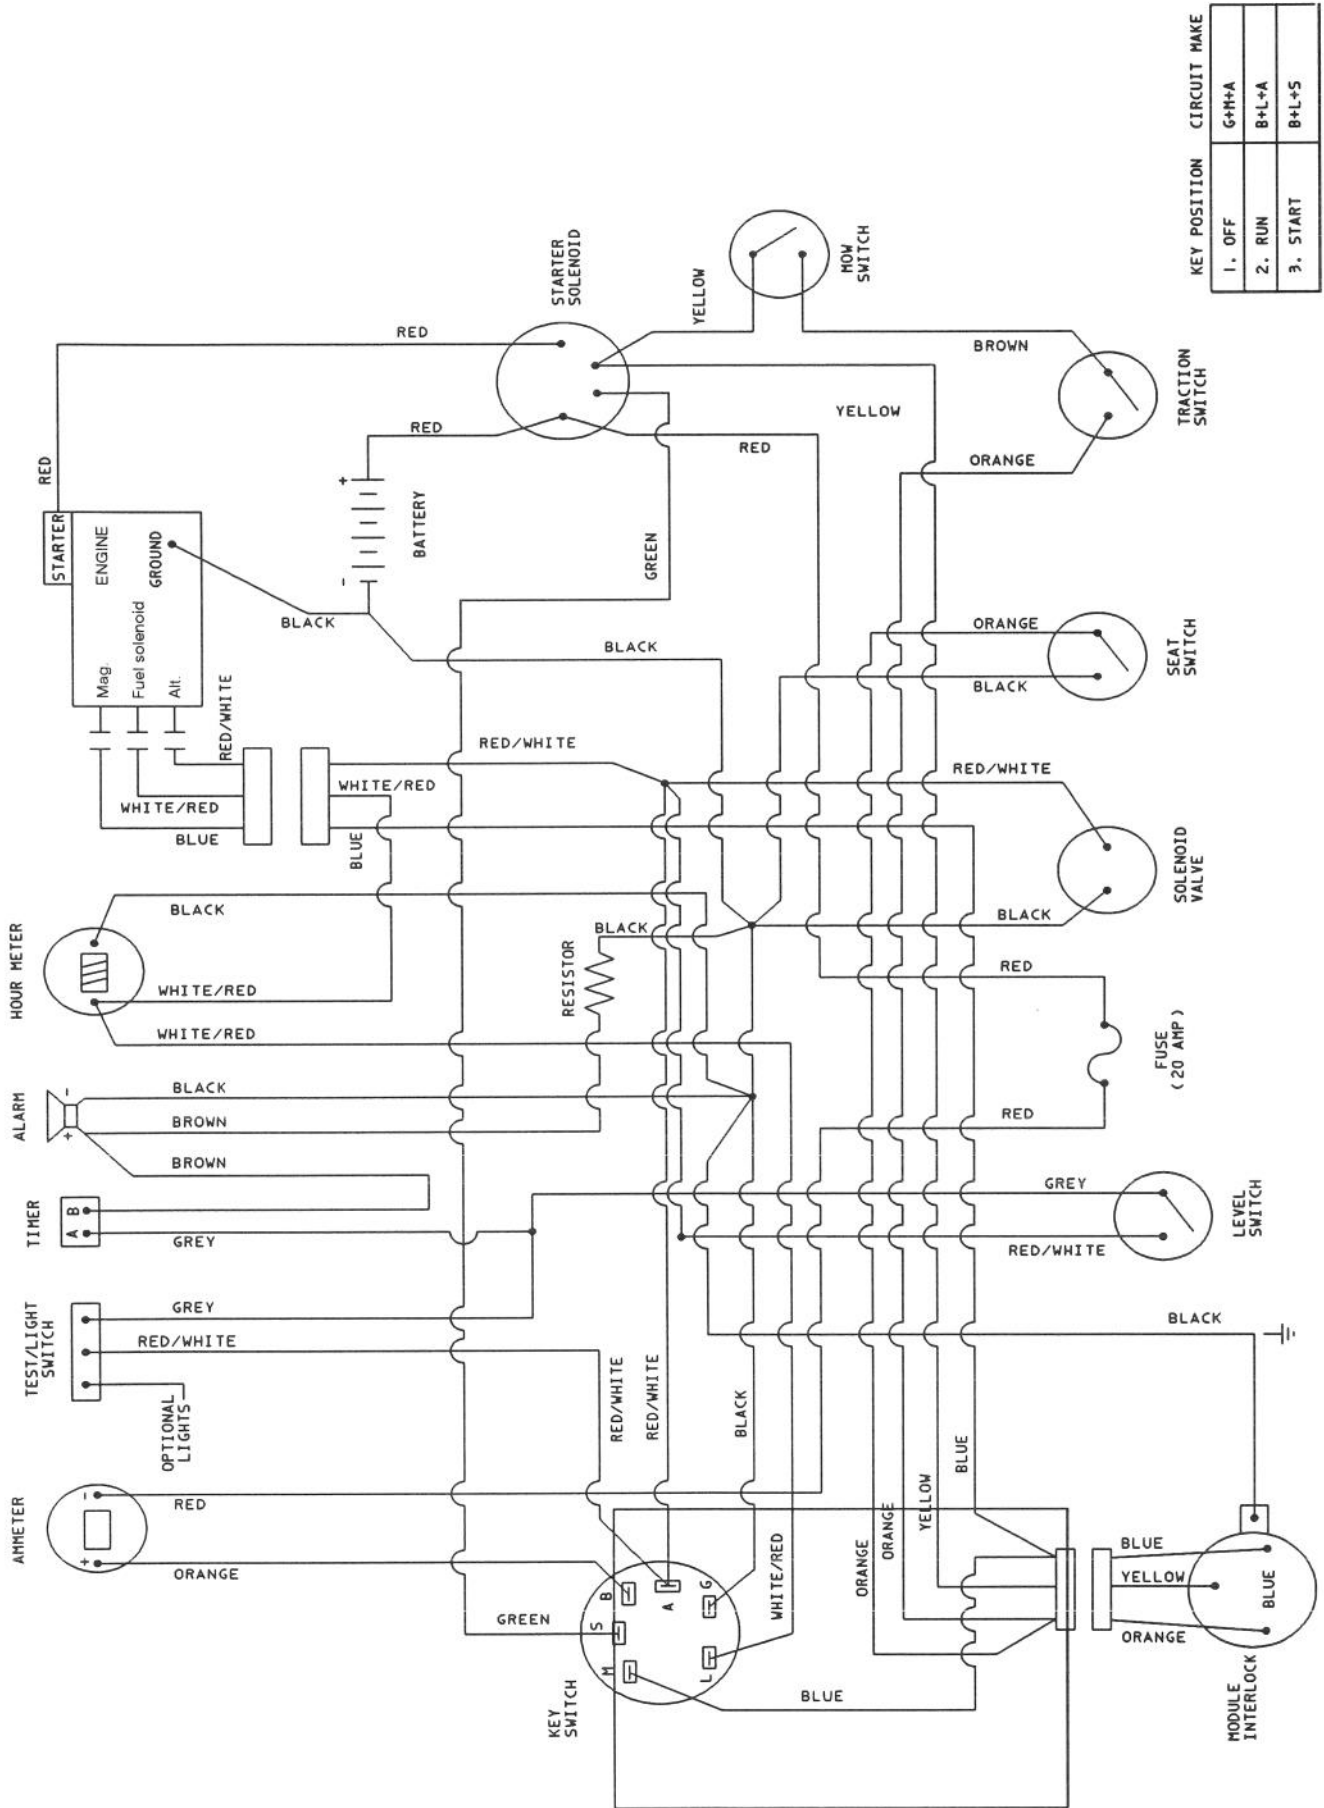 AMMETER
+
-
RED
ORANGE
TEST/LIGHT
SWITCH
OPTIONAL
LIGHTS
GREY
RED/WHITE
TIMER
A
B
GREY
ALARM
+
-
BLACK
BROWN
BROWN
HOUR METER
BLACK
WHITE/RED
WHITE/RED
STARTER
RED
ENGINE
GROUND
Mag.
Fuel solenoid
Alt.
RED/WHITE
WHITE/RED
BLUE
BLACK
RED/WHITE
WHITE/RED
BLUE
RED
STARTER
SOLENOID
+
-
BATTERY
RED
RED
GREEN
BLACK
YELLOW
YELLOW
MOW
SWITCH
BROWN
TRACTION
SWITCH
ORANGE
ORANGE
BLACK
SEAT
SWITCH
RED/WHITE
BLACK
SOLENOID
VALVE
RESISTOR
BLACK
RED
FUSE
(20 AMP)
RED
GREY
RED/WHITE
LEVEL
SWITCH
BLACK
RED/WHITE
RED/WHITE
BLACK
KEY
SWITCH
GREEN
M
S
B
A
G
L
WHITE/RED
BLUE
ORANGE
ORANGE
YELLOW
BLUE
BLUE
YELLOW
ORANGE
BLUE
MODULE
INTERLOCK
KEY POSITION CIRCUIT MAKE
1. OFF G+M+A
2. RUN B+L+A
3. START B+L+S